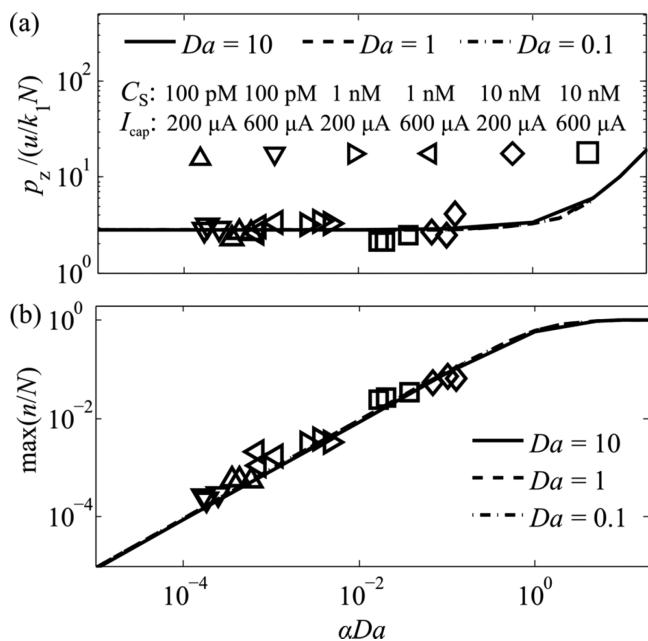 (a)
Da = 10 Da = 1 Da = 0.1
C_S: 100 pM 100 pM 1 nM 1 nM 10 nM 10 nM
I_cap: 200 µA 600 µA 200 µA 600 µA 200 µA 600 µA
p_z/(u/k_1N)
10^2
10^1
10^0
(b)
max(n/N)
10^0
10^−2
10^−4
Da = 10
Da = 1
Da = 0.1
10^−4 10^−2 10^0
αDa